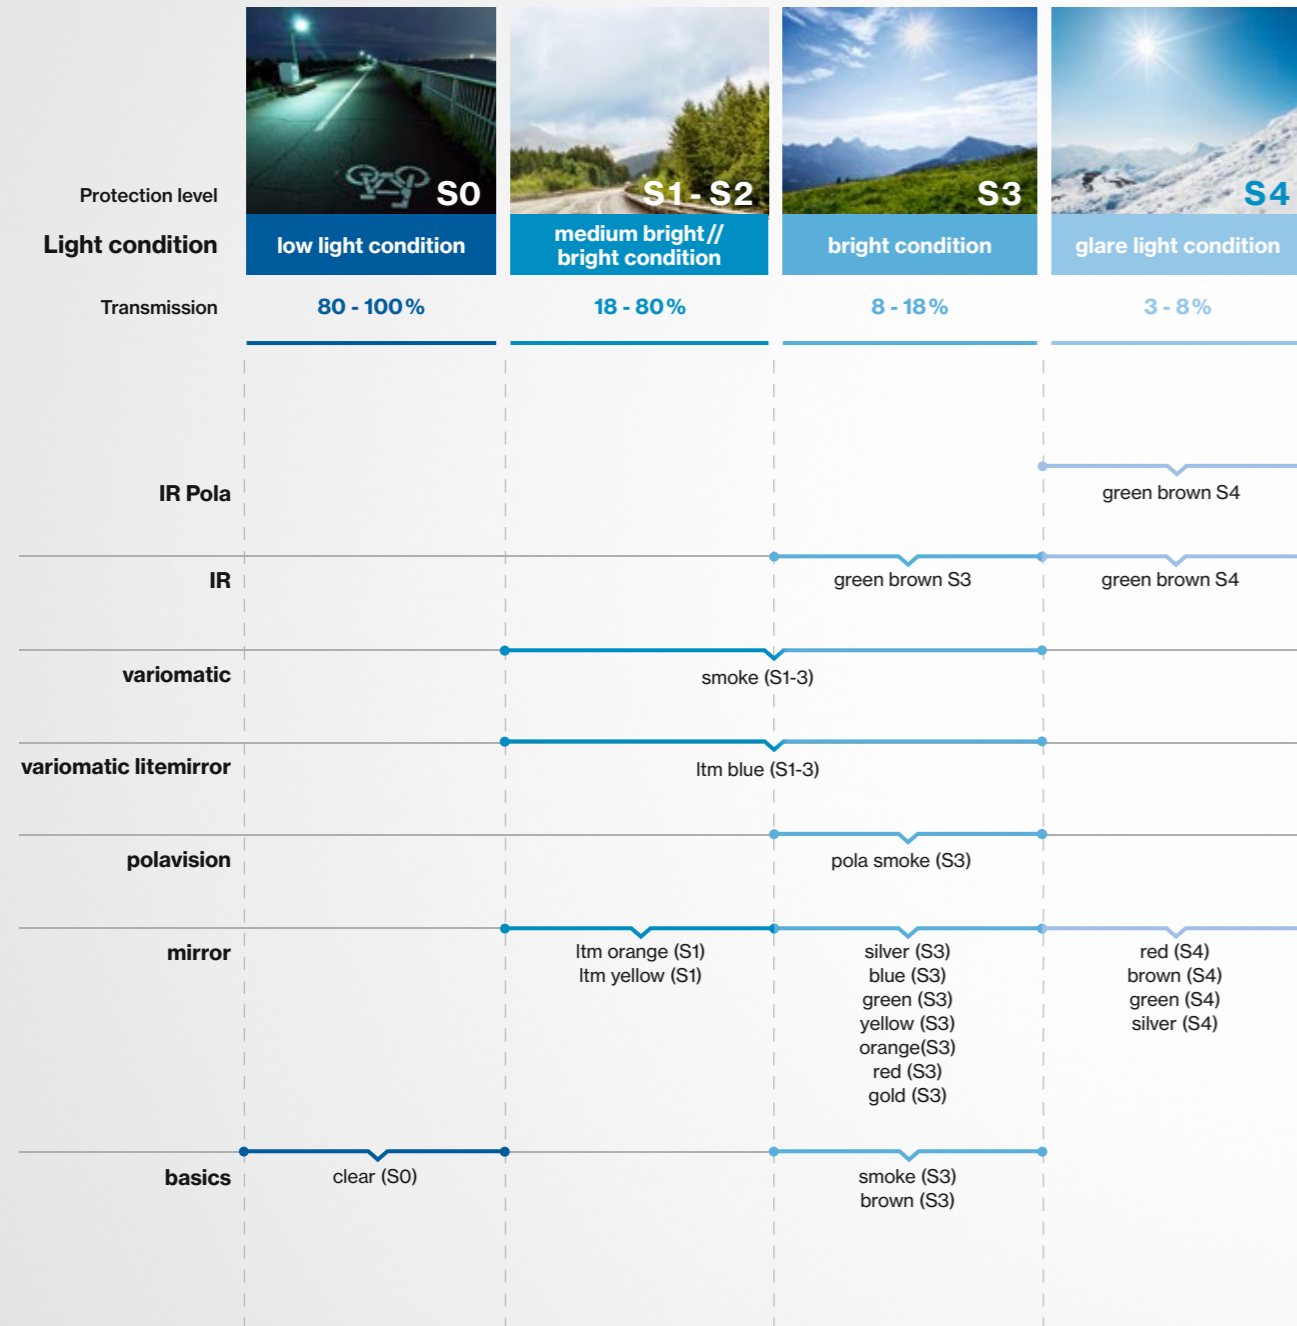 Protection level
S0
S1 - S2
S3
S4
Light condition
low light condition
medium bright //
bright condition
bright condition
glare light condition
Transmission
80 - 100 %
18 - 80 %
8 - 18 %
3 - 8 %
IR Pola
green brown S4
IR
green brown S3
green brown S4
variomatic
smoke (S1-3)
variomatic litemirror
ltm blue (S1-3)
polavision
pola smoke (S3)
mirror
ltm orange (S1)
ltm yellow (S1)
silver (S3)
blue (S3)
green (S3)
yellow (S3)
orange(S3)
red (S3)
gold (S3)
red (S4)
brown (S4)
green (S4)
silver (S4)
basics
clear (S0)
smoke (S3)
brown (S3)